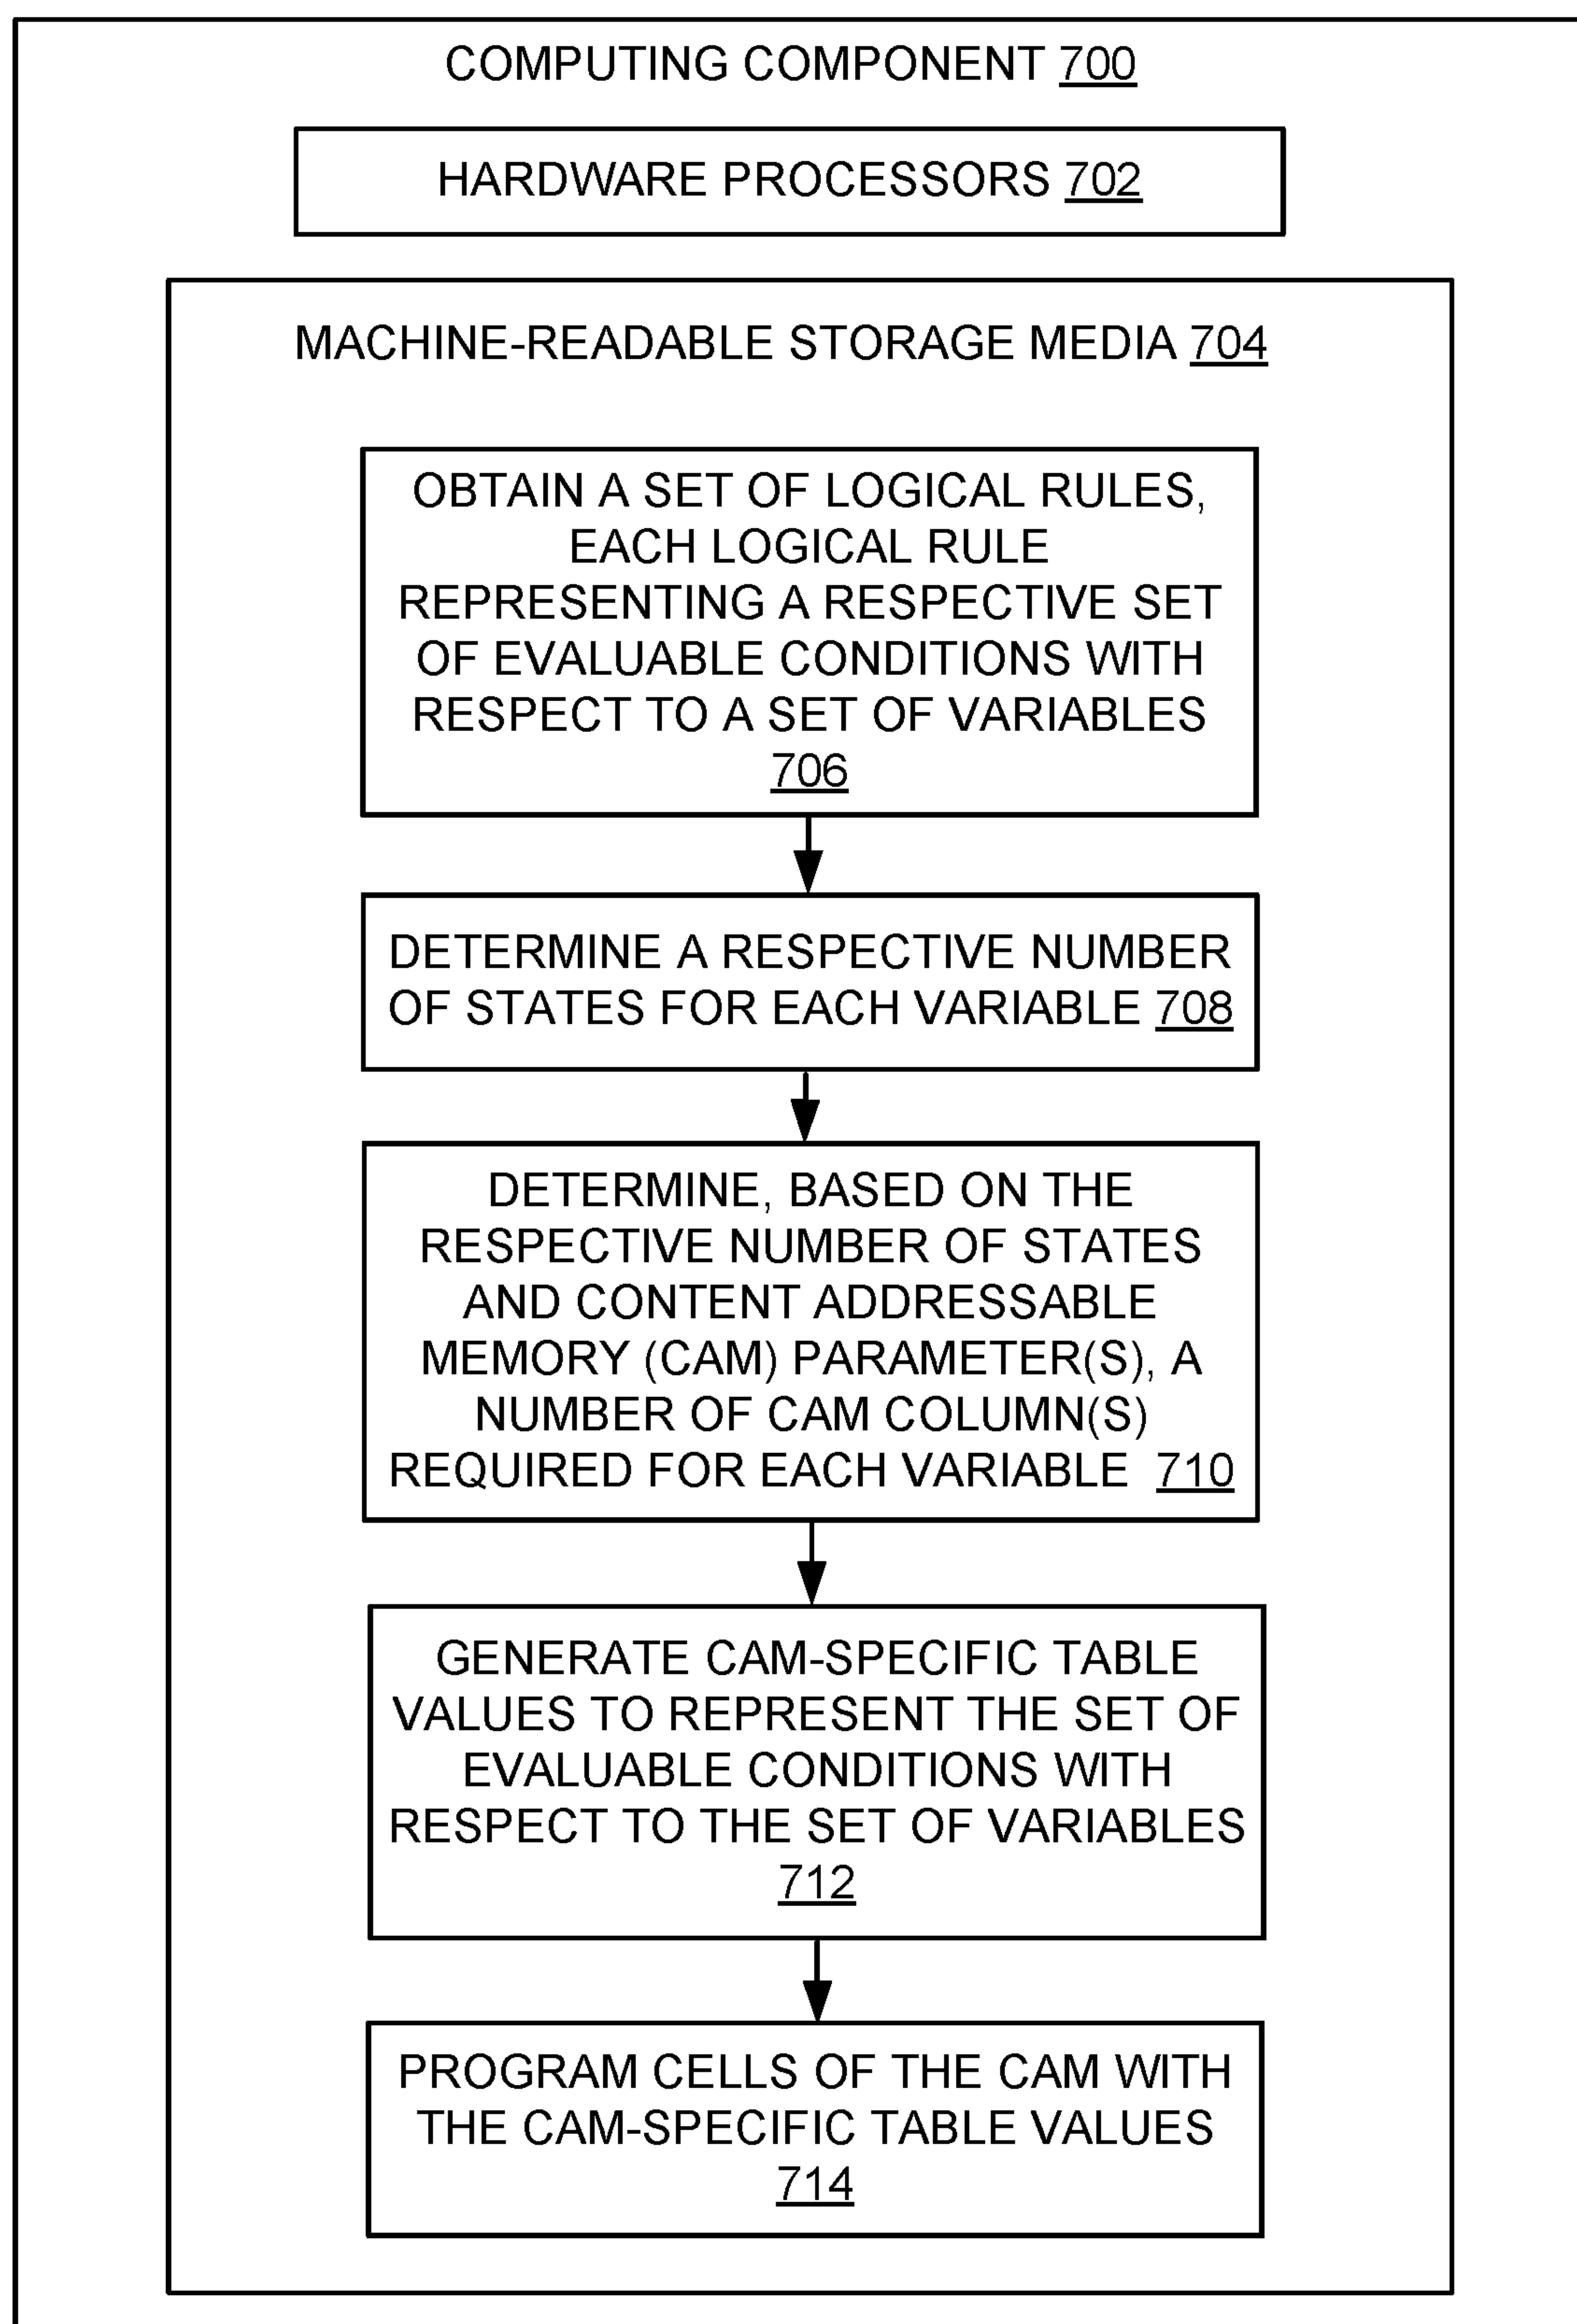 COMPUTING COMPONENT 700
HARDWARE PROCESSORS 702
MACHINE-READABLE STORAGE MEDIA 704
OBTAIN A SET OF LOGICAL RULES,
EACH LOGICAL RULE
REPRESENTING A RESPECTIVE SET
OF EVALUABLE CONDITIONS WITH
RESPECT TO A SET OF VARIABLES
706
DETERMINE A RESPECTIVE NUMBER
OF STATES FOR EACH VARIABLE 708
DETERMINE, BASED ON THE
RESPECTIVE NUMBER OF STATES
AND CONTENT ADDRESSABLE
MEMORY (CAM) PARAMETER(S), A
NUMBER OF CAM COLUMN(S)
REQUIRED FOR EACH VARIABLE 710
GENERATE CAM-SPECIFIC TABLE
VALUES TO REPRESENT THE SET OF
EVALUABLE CONDITIONS WITH
RESPECT TO THE SET OF VARIABLES
712
PROGRAM CELLS OF THE CAM WITH
THE CAM-SPECIFIC TABLE VALUES
714